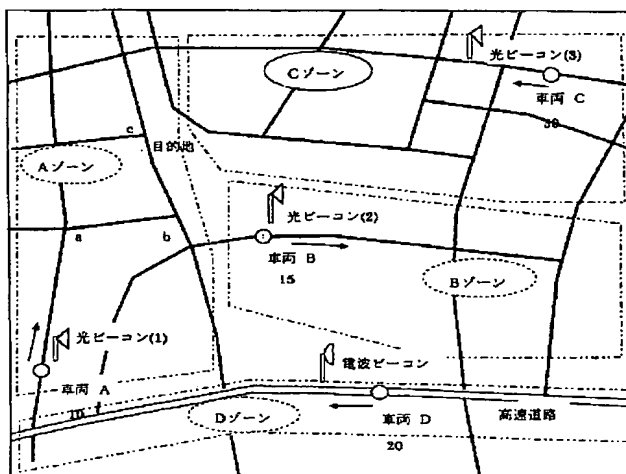 光ビーコン(3)
Cゾーン
車両 C
30
c
目的地
Aゾーン
光ビーコン(2)
a
b
車両 B
15
Bゾーン
光ビーコン(1)
電波ビーコン
車両 A
10
Dゾーン
車両 D
高速道路
20